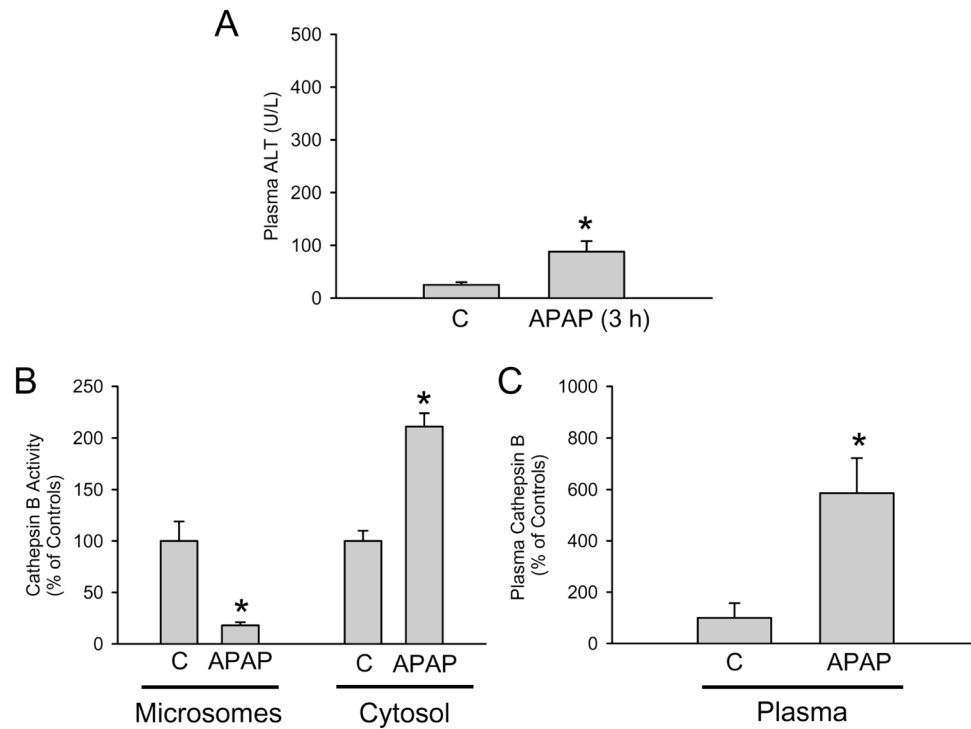 A
Plasma ALT (U/L)
500
400
300
200
100
0
*
C APAP (3 h)
B
Cathepsin B Activity
(% of Controls)
250
200
150
100
50
0
*
*
C APAP C APAP
Microsomes Cytosol
C
Plasma Cathepsin B
(% of Controls)
1000
800
600
400
200
0
*
C APAP
Plasma